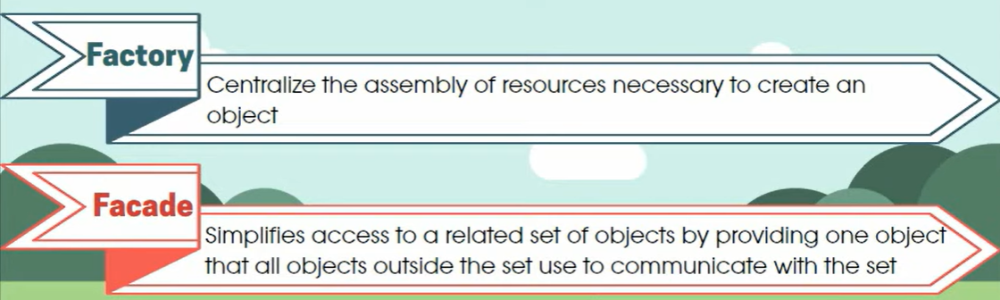 Factory
Centralize the assembly of resources necessary to create an
object
Facade
Simplifies access to a related set of objects by providing one object
that all objects outside the set use to communicate with the set